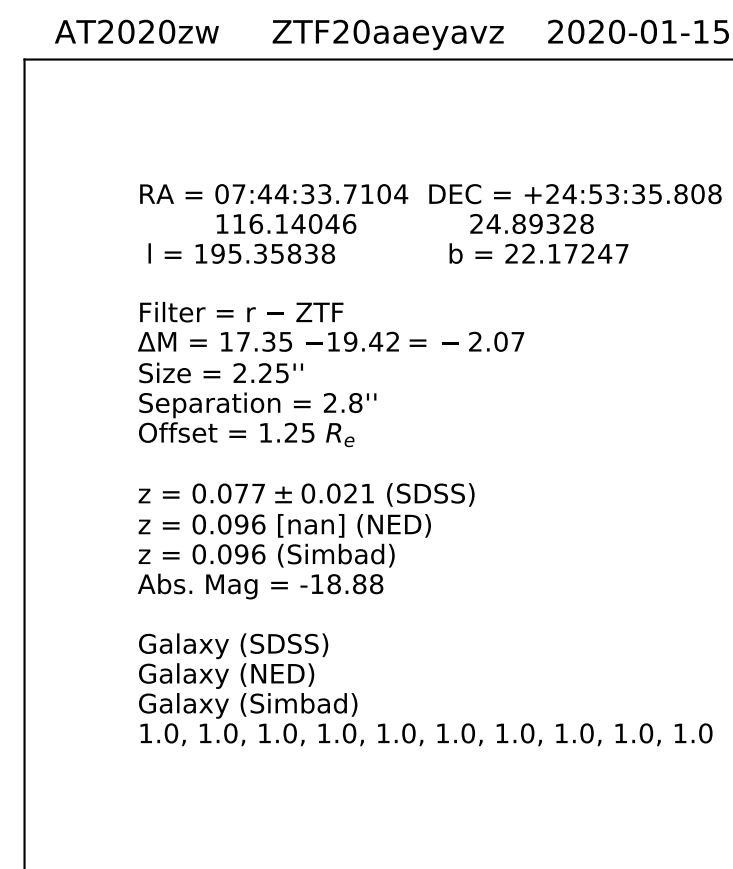 AT2020zw ZTF20aaeyavz 2020-01-15
RA = 07:44:33.7104 DEC = +24:53:35.808
116.14046 24.89328
l = 195.35838 b = 22.17247
Filter = r − ZTF
ΔM = 17.35 −19.42 = − 2.07
Size = 2.25''
Separation = 2.8''
Offset = 1.25 Rₑ
z = 0.077 ± 0.021 (SDSS)
z = 0.096 [nan] (NED)
z = 0.096 (Simbad)
Abs. Mag = -18.88
Galaxy (SDSS)
Galaxy (NED)
Galaxy (Simbad)
1.0, 1.0, 1.0, 1.0, 1.0, 1.0, 1.0, 1.0, 1.0, 1.0